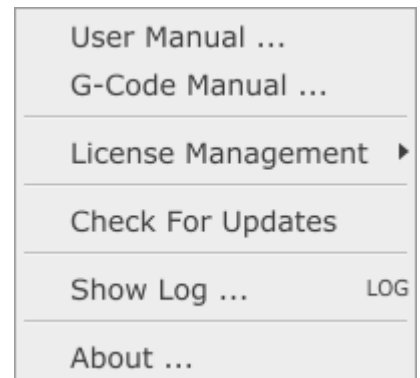 User Manual ...
G-Code Manual ...
License Management
Check For Updates
Show Log ... LOG
About ...